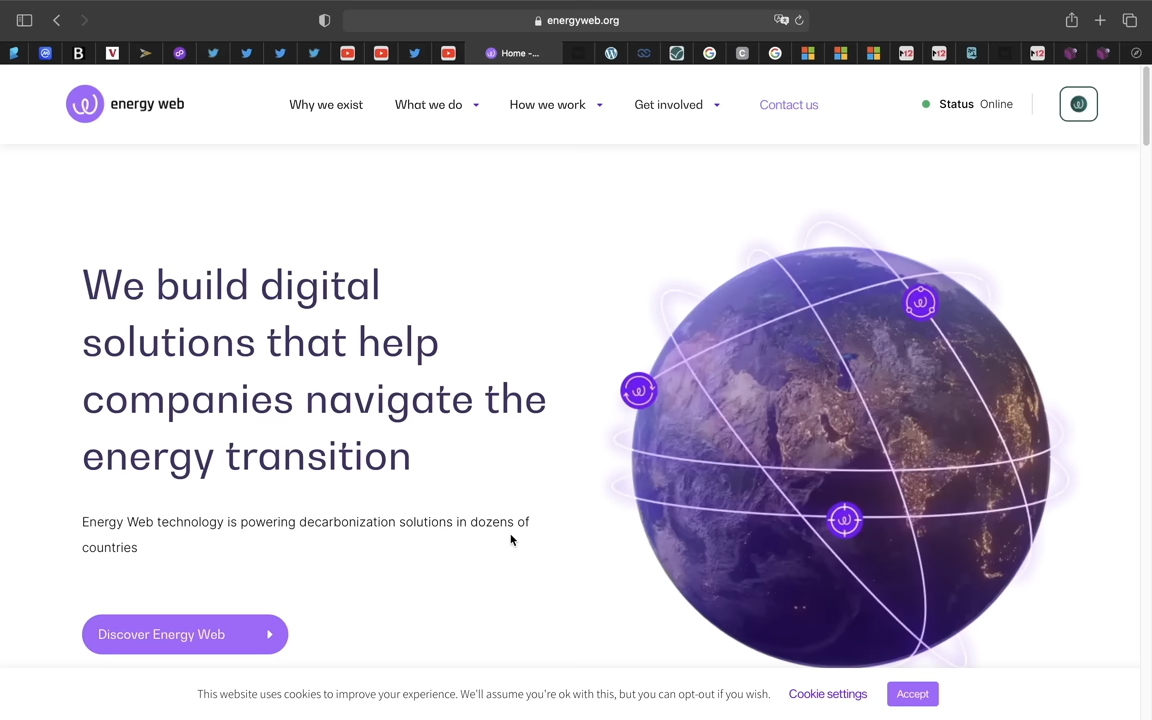 energyweb.org
Home –...
energy web
Why we exist
What we do
How we work
Get involved
Contact us
Status Online
We build digital
solutions that help
companies navigate the
energy transition
Energy Web technology is powering decarbonization solutions in dozens of
countries
Discover Energy Web
This website uses cookies to improve your experience. We'll assume you're ok with this, but you can opt-out if you wish.
Cookie settings
Accept